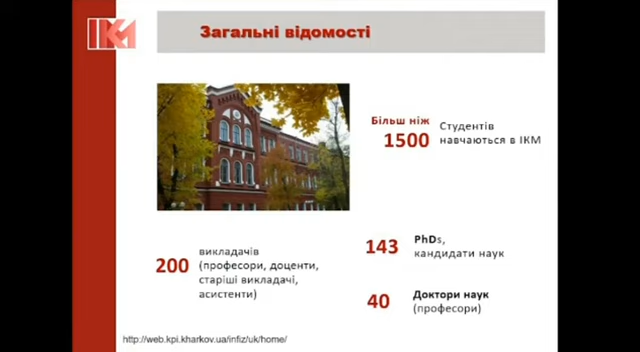 ІКМ
Загальні відомості
Більш ніж
1500
Студентів
навчаються в ІКМ
200
викладачів
(професори, доценти,
старіші викладачі,
асистенти)
143
PhDs,
кандидати наук
40
Доктори наук
(професори)
http://web.kpi.kharkov.ua/infiz/uk/home/